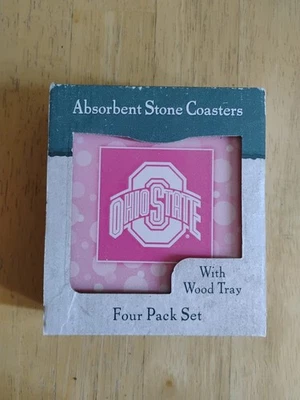 Absorbent Stone Coasters
OHIO STATE
With
Wood Tray
Four Pack Set